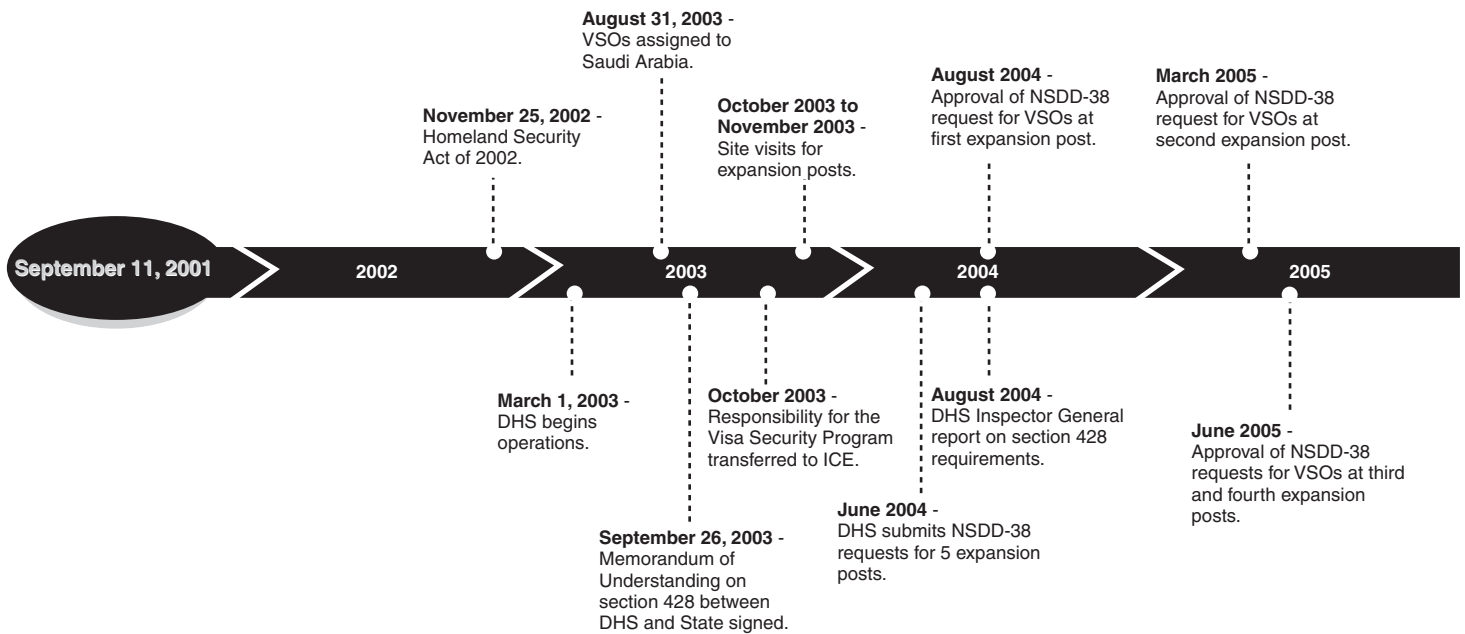 August 31, 2003 -
VSOs assigned to
Saudi Arabia.
November 25, 2002 -
Homeland Security
Act of 2002.
October 2003 to
November 2003 -
Site visits for
expansion posts.
August 2004 -
Approval of NSDD-38
request for VSOs at
first expansion post.
March 2005 -
Approval of NSDD-38
request for VSOs at
second expansion post.
September 11, 2001
2002
2003
2004
2005
March 1, 2003 -
DHS begins
operations.
September 26, 2003 -
Memorandum of
Understanding on
section 428 between
DHS and State signed.
October 2003 -
Responsibility for the
Visa Security Program
transferred to ICE.
June 2004 -
DHS submits NSDD-38
requests for 5 expansion
posts.
August 2004 -
DHS Inspector General
report on section 428
requirements.
June 2005 -
Approval of NSDD-38
requests for VSOs at third
and fourth expansion
posts.